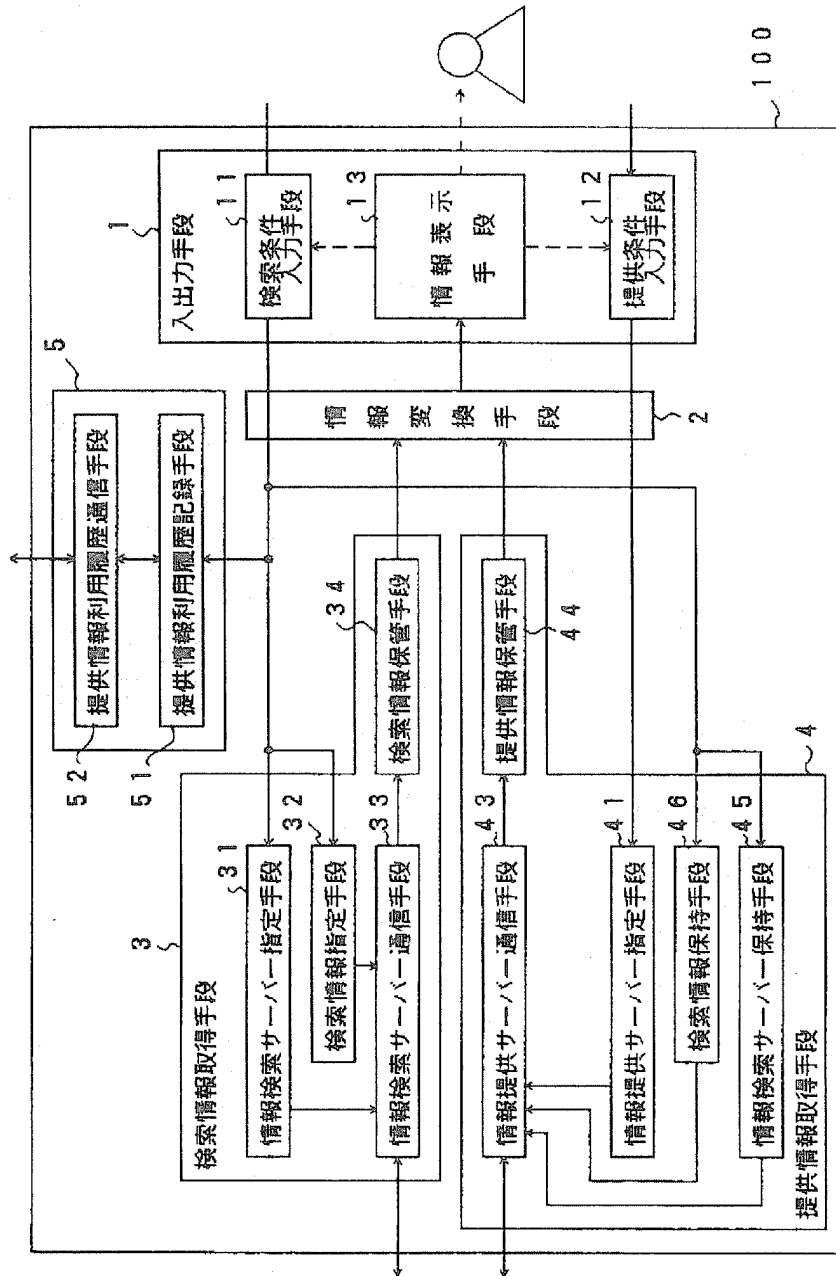 検索情報取得手段
3
情報検索サーバー指定手段
31
検索情報指定手段
32
情報検索サーバー通信手段
33
検索情報保管手段
34
52
提供情報利用履歴通信手段
51
提供情報利用履歴記録手段
5
提供情報取得手段
4
情報提供サーバー通信手段
43
提供情報保管手段
44
情報提供サーバー指定手段
41
検索情報保持手段
46
情報検索サーバー保持手段
45
情報変換手段
2
入出力手段
1
検索条件
入力手段
11
情報表示
手段
13
提供条件
入力手段
12
100